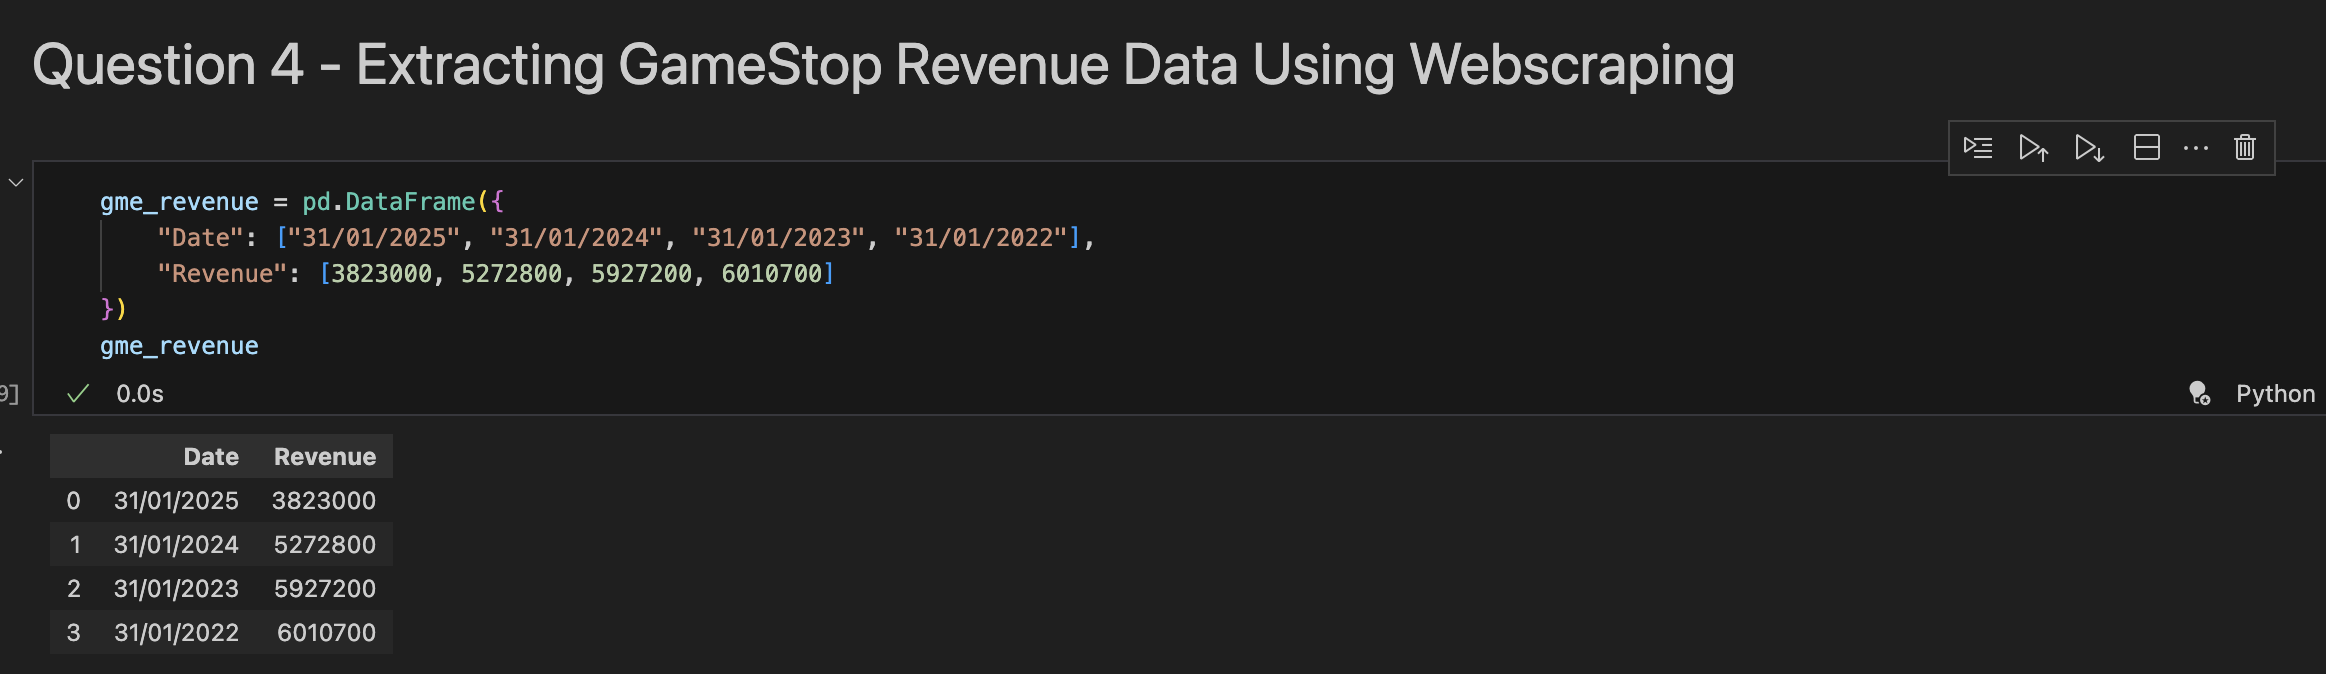 Question 4 - Extracting GameStop Revenue Data Using Webscraping
gme_revenue = pd.DataFrame({
    "Date": ["31/01/2025", "31/01/2024", "31/01/2023", "31/01/2022"],
    "Revenue": [3823000, 5272800, 5927200, 6010700]
})
gme_revenue
9] 0.0s Python
Date Revenue
0 31/01/2025 3823000
1 31/01/2024 5272800
2 31/01/2023 5927200
3 31/01/2022 6010700